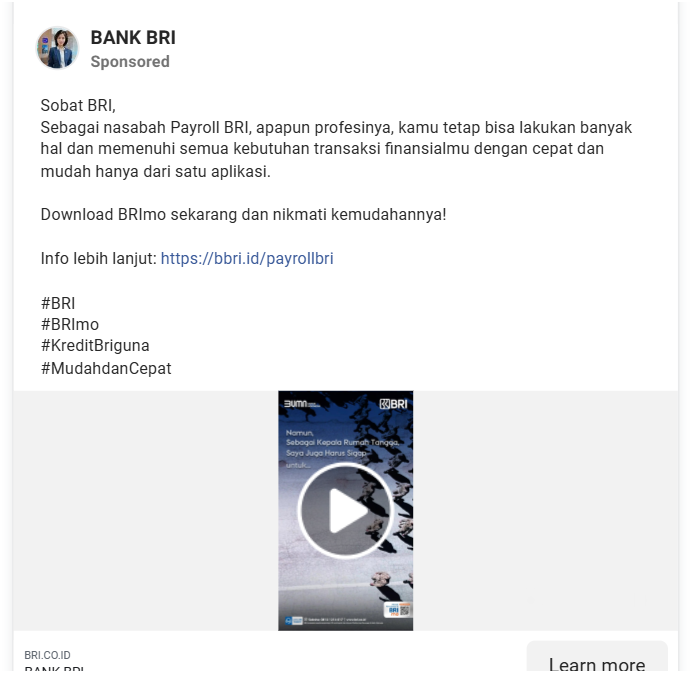 BANK BRI
Sponsored
Sobat BRI,
Sebagai nasabah Payroll BRI, apapun profesinya, kamu tetap bisa lakukan banyak
hal dan memenuhi semua kebutuhan transaksi finansialmu dengan cepat dan
mudah hanya dari satu aplikasi.
Download BRImo sekarang dan nikmati kemudahannya!
Info lebih lanjut: https://bbri.id/payrollbri
#BRI
#BRImo
#KreditBriguna
#MudahdanCepat
BUMN
BRI
Namun,
Sebagai Kepala Rumah Tangga,
Saya Juga Harus Sigap
untuk...
BRI
BRI.CO.ID
BANK BRI
Learn more